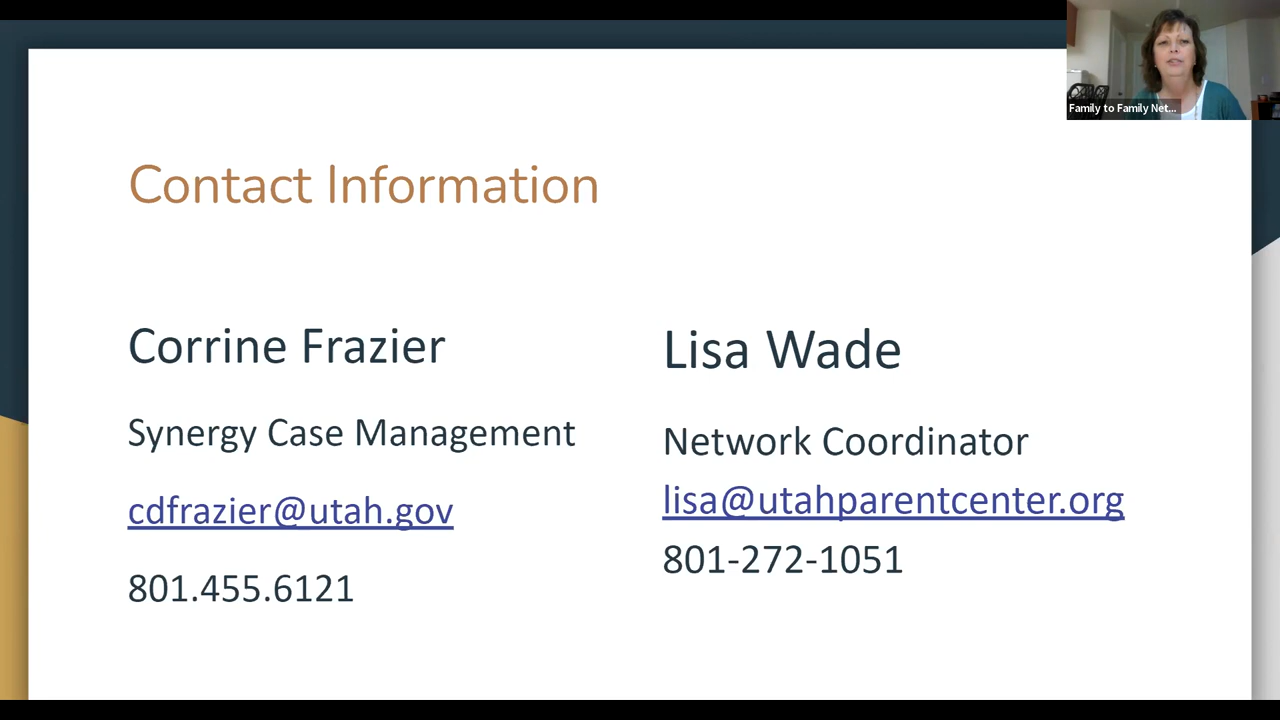 Family to Family Net...
Contact Information
Corrine Frazier
Synergy Case Management
cdfrazier@utah.gov
801.455.6121
Lisa Wade
Network Coordinator
lisa@utahparentcenter.org
801-272-1051